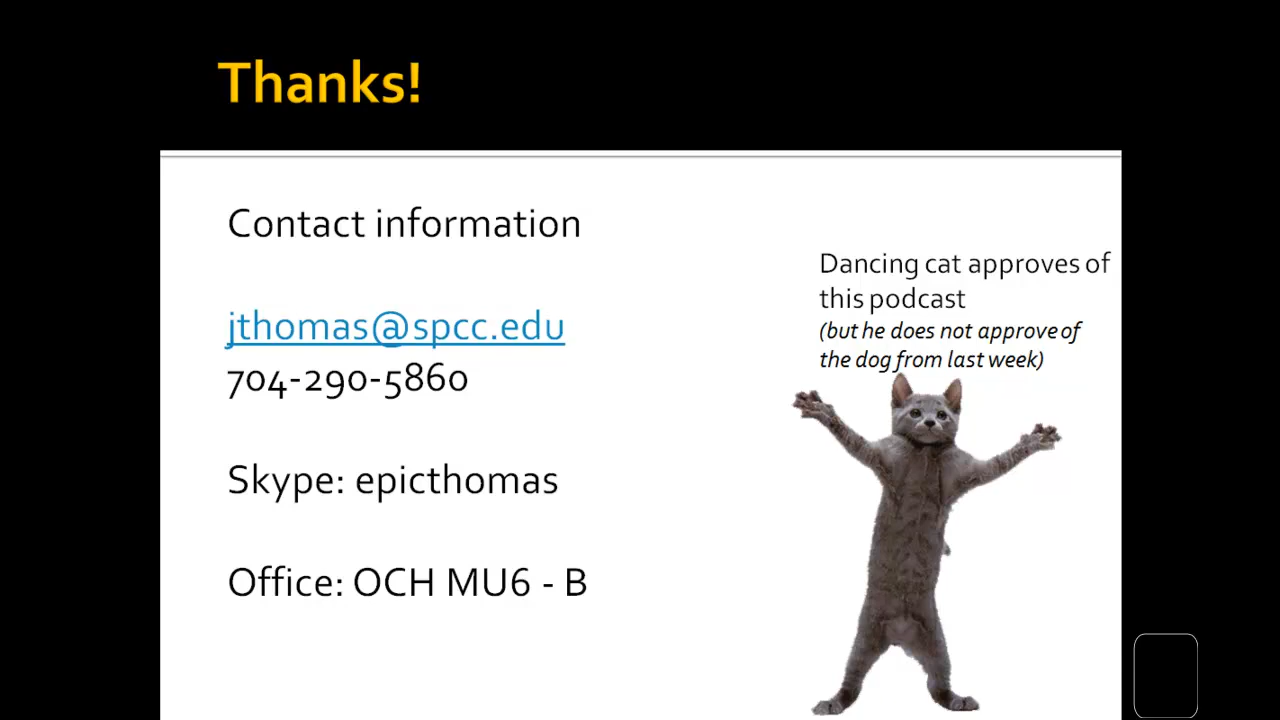 Thanks!
Contact information
jthomas@spcc.edu
704-290-5860
Skype: epicthomas
Office: OCH MU6 - B
Dancing cat approves of
this podcast
(but he does not approve of
the dog from last week)